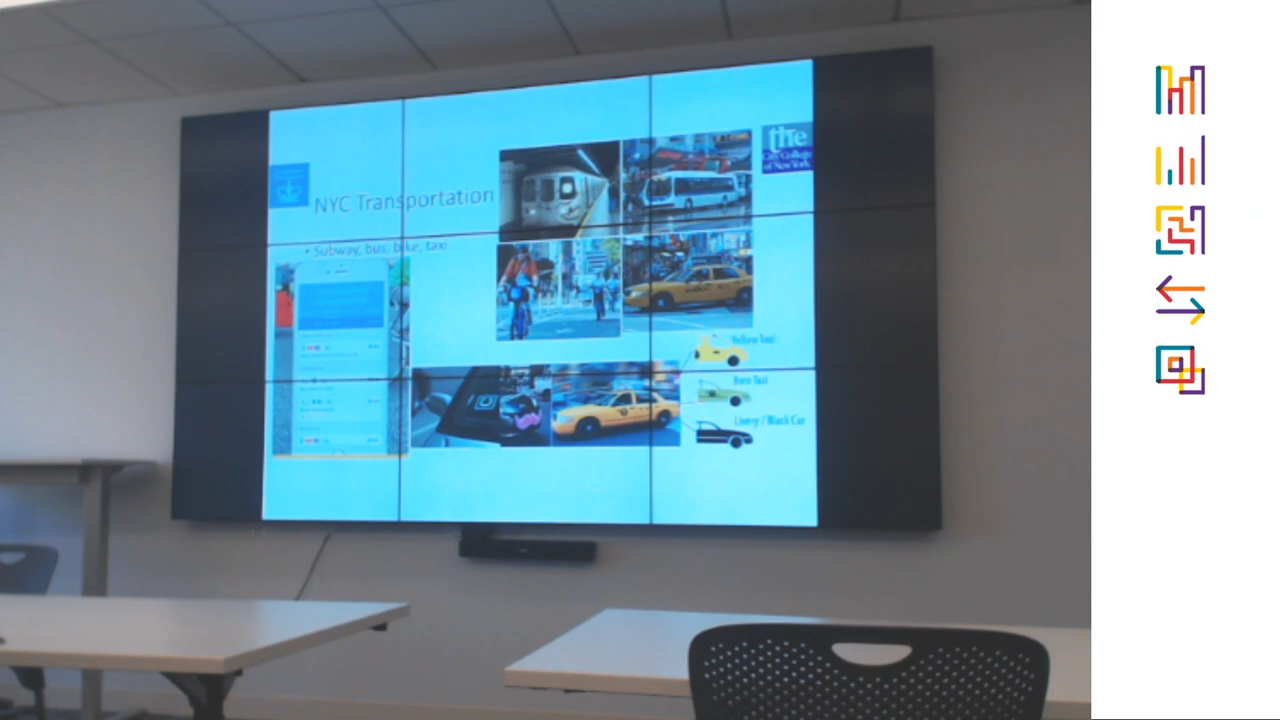 the
City College
of New York
NYC Transportation
• Subway, bus, bike, taxi
Yellow Taxi
Boro Taxi
Livery / Black Car